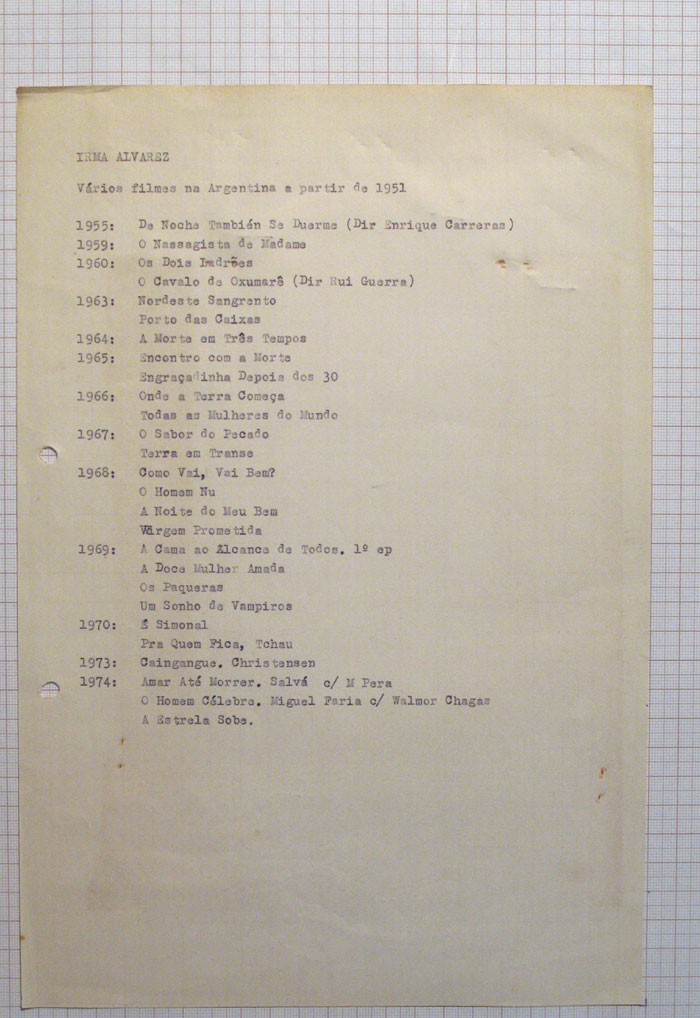 IRMA ALVAREZ
Vários filmes na Argentina a partir de 1951
1955: De Noche También Se Duerme (Dir Enrique Carreras)
1959: O Nassagista de Madame
1960: Os Dois Ladrões
O Cavalo de Oxumarê (Dir Rui Guerra)
1963: Nordeste Sangrento
Porto das Caixas
1964: A Morte em Três Tempos
1965: Encontro com a Morte
Engraçadinha Depois dos 30
1966: Onde a Terra Começa
Todas as Mulheres do Mundo
1967: O Sabor do Pecado
Terra em Transe
1968: Como Vai, Vai Bem?
O Homem Nu
A Noite do Meu Bem
Virgem Prometida
1969: A Cama ao Alcance de Todos. 1º ep
A Doce Mulher Amada
Os Paqueras
Um Sonho de Vampiros
1970: É Simonal
Pra Quem Fica, Tchau
1973: Caingangue. Christensen
1974: Amar Até Morrer. Salvá c/ M Pera
O Homem Célebre. Miguel Faria c/ Walmor Chagas
A Estrela Sobe.